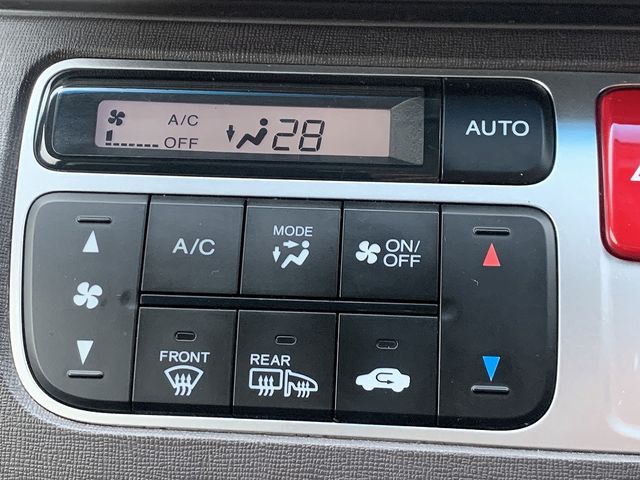 A/C
OFF
28
AUTO
A/C
MODE
ON/
OFF
FRONT
REAR